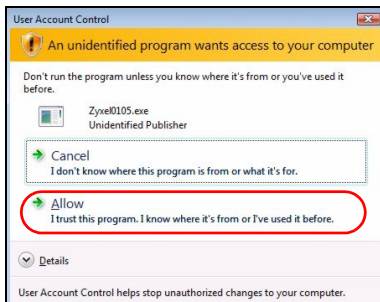 User Account Control
An unidentified program wants access to your computer
Don't run the program unless you know where it's from or you've used it
before.
Zyxel0105.exe
Unidentified Publisher
Cancel
I don't know where this program is from or what it's for.
Allow
I trust this program. I know where it's from or I've used it before.
Details
User Account Control helps stop unauthorized changes to your computer.